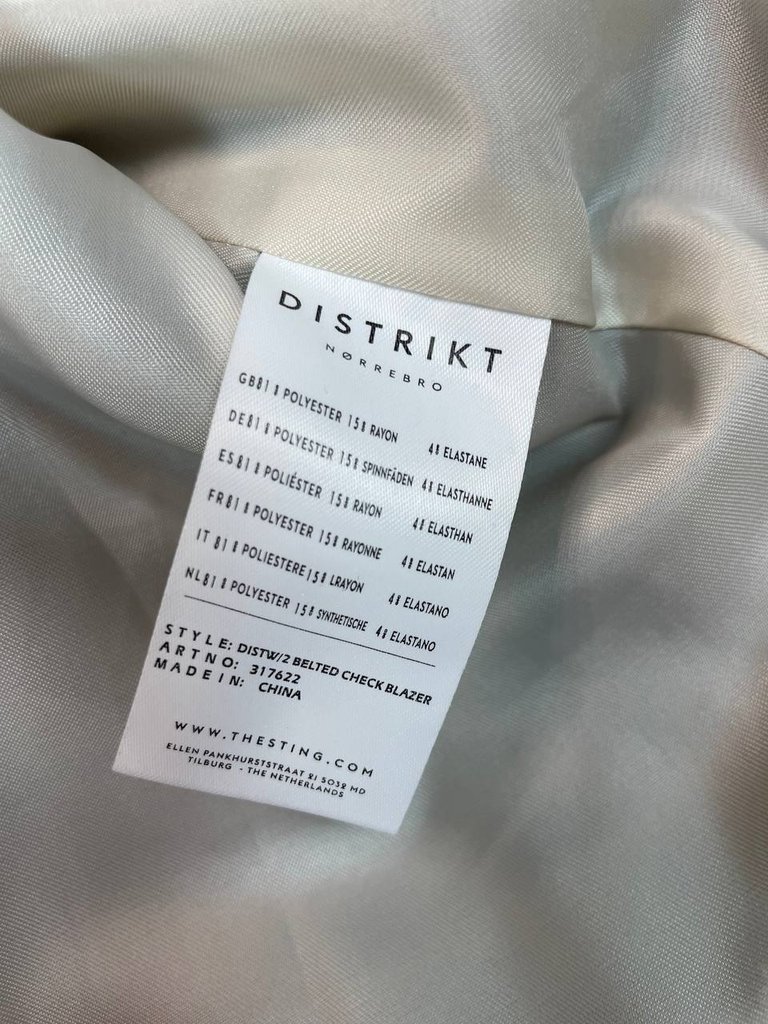 DISTRIKT
NØRREBRO
GB81% POLYESTER 15% RAYON 4% ELASTANE
DE81% POLYESTER 15% SPINNFÄDEN 4% ELASTHANNE
ES81% POLIÉSTER 15% RAYON 4% ELASTHAN
FR81% POLYESTER 15% RAYONNE 4% ELASTAN
IT 81% POLIESTERE 15% LRAYON 4% ELASTANO
NL81% POLYESTER 15% SYNTHETISCHE 4% ELASTANO
STYLE: DISTW/2 BELTED CHECK BLAZER
ARTNO: 317622
MADE IN: CHINA
WWW.THESTING.COM
ELLEN PANKHURSTSTRAAT 21 5032 MD
TILBURG - THE NETHERLANDS